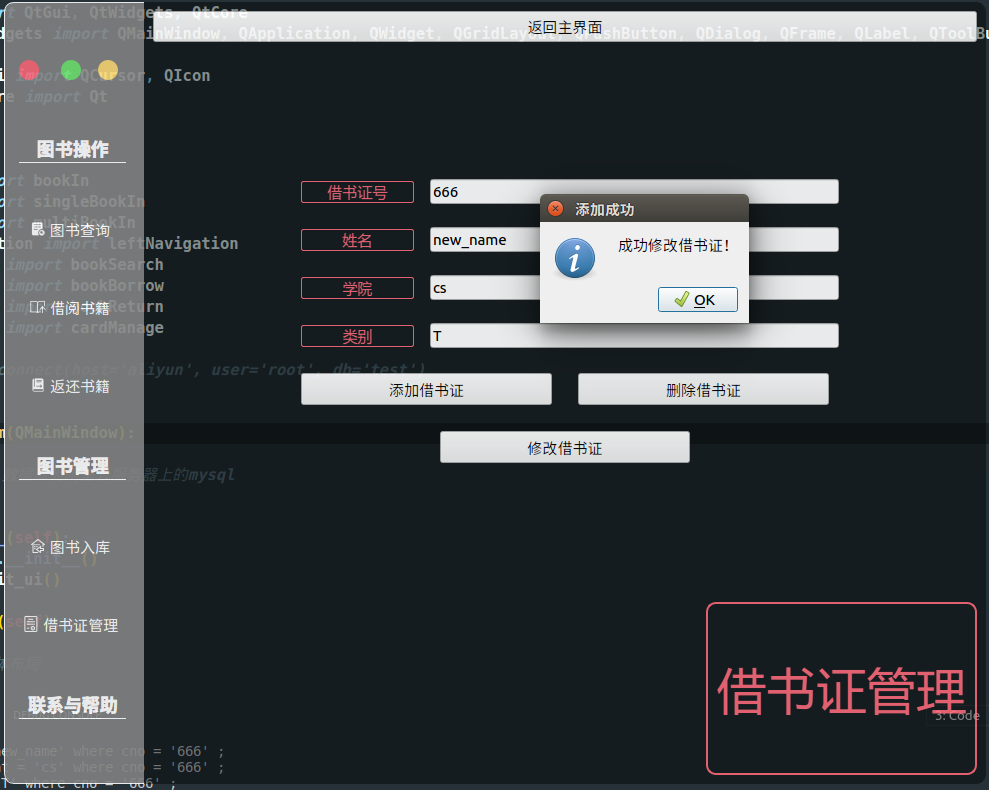 rt QtGui, QtWidgets, QtCore
返回主界面
dgets import QMainWindow, QApplication, QWidget, QGridLayout, QPushButton, QDialog, QFrame, QLabel, QToolBu
i import QCursor, QIcon
re import Qt
图书操作
ort bookIn
借书证号 666
ort singleBookIn
添加成功
ort multiBookIn
图书查询
姓名 new_name
成功修改借书证!
tion import leftNavigation
import bookSearch
import bookBorrow
学院 cs
OK
借阅书籍
import Return
import cardManage
类别 T
connect(host='aliyun', user='root', db='test')
返还书籍
添加借书证 删除借书证
m(QMainWindow):
修改借书证
图书管理
器上的mysql
(self):
图书入库
.__init__()
it_ui()
借书证管理
借书证管理
联系与帮助
3: Code
new_name' where cno = '666' ;
= 'cs' where cno = '666' ;
T' where cno = '666' ;